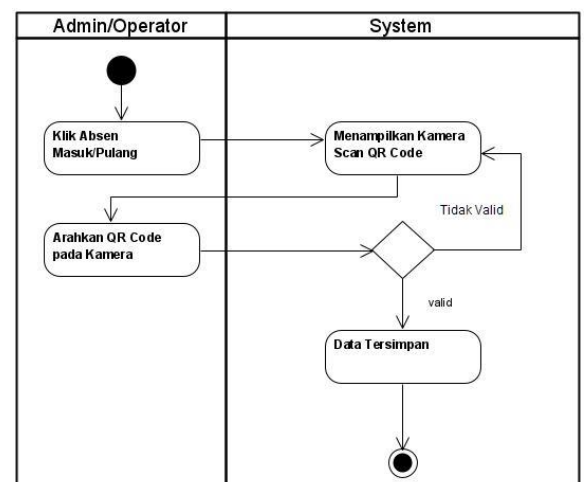 Admin/Operator
System
Klik Absen
Masuk/Pulang
Menampilkan Kamera
Scan QR Code
Tidak Valid
Arahkan QR Code
pada Kamera
valid
Data Tersimpan